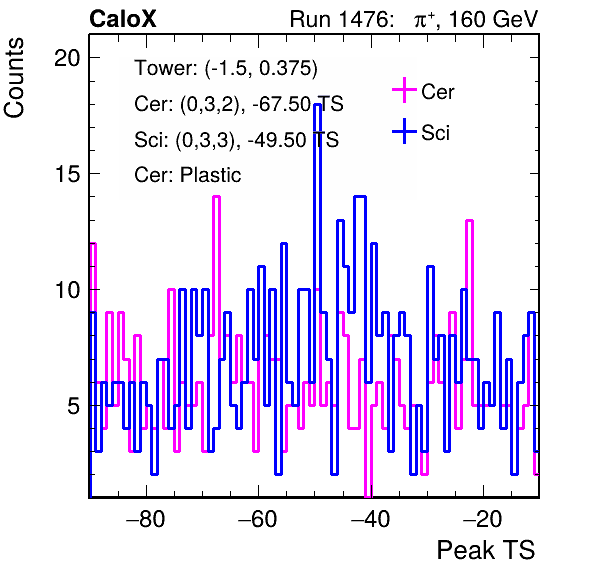 CaloX Run 1476: π⁺, 160 GeV
Counts
20
15
10
5
Tower: (-1.5, 0.375)
Cer: (0,3,2), -67.50 TS
Sci: (0,3,3), -49.50 TS
Cer: Plastic
Cer
Sci
−80 −60 −40 −20
Peak TS